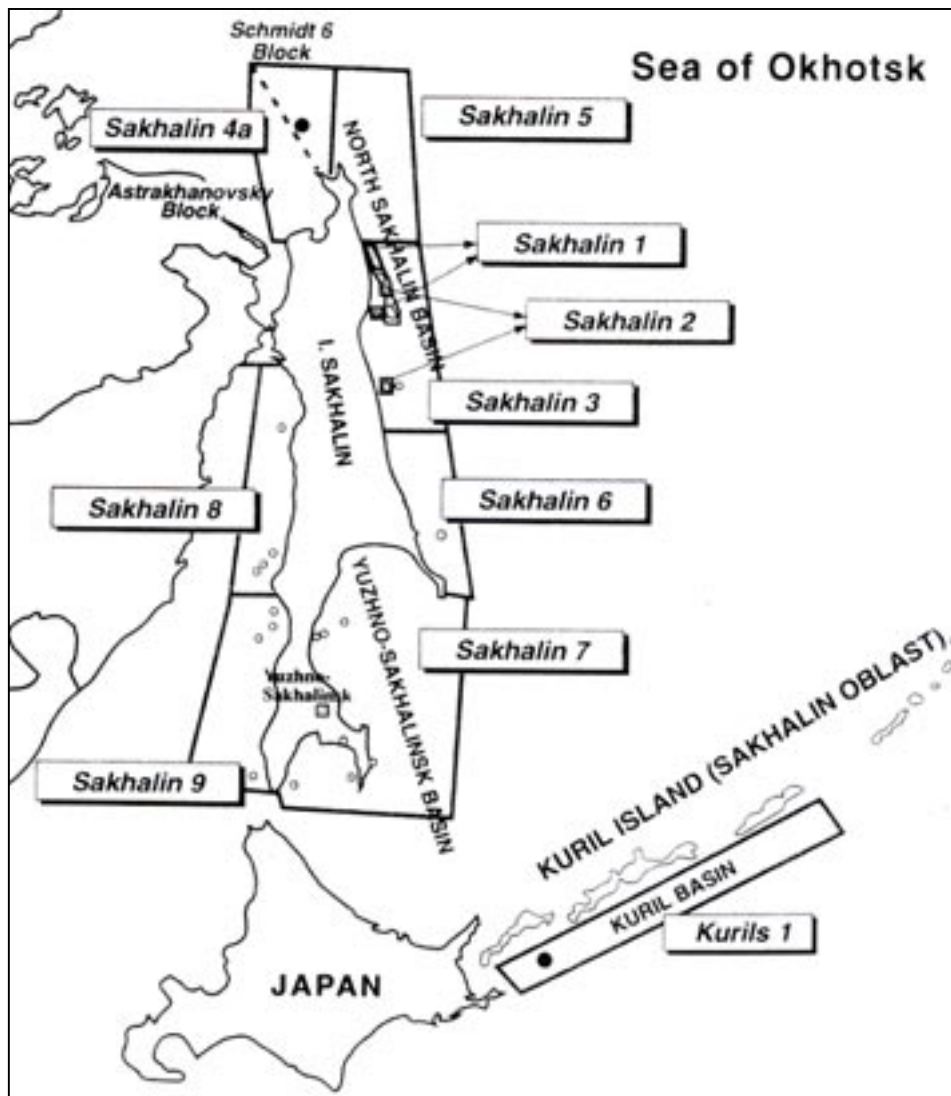 Schmidt 6
Block
Sea of Okhotsk
Sakhalin 4a
Sakhalin 5
NORTH SAKHALIN BASIN
Astrakhanovsky
Block
Sakhalin 1
Sakhalin 2
I. SAKHALIN
Sakhalin 3
Sakhalin 8
Sakhalin 6
YUZHNO-SAKHALINSK BASIN
Sakhalin 7
Yuzhno-
Sakhalinsk
Sakhalin 9
KURIL ISLAND (SAKHALIN OBLAST)
KURIL BASIN
Kurils 1
JAPAN